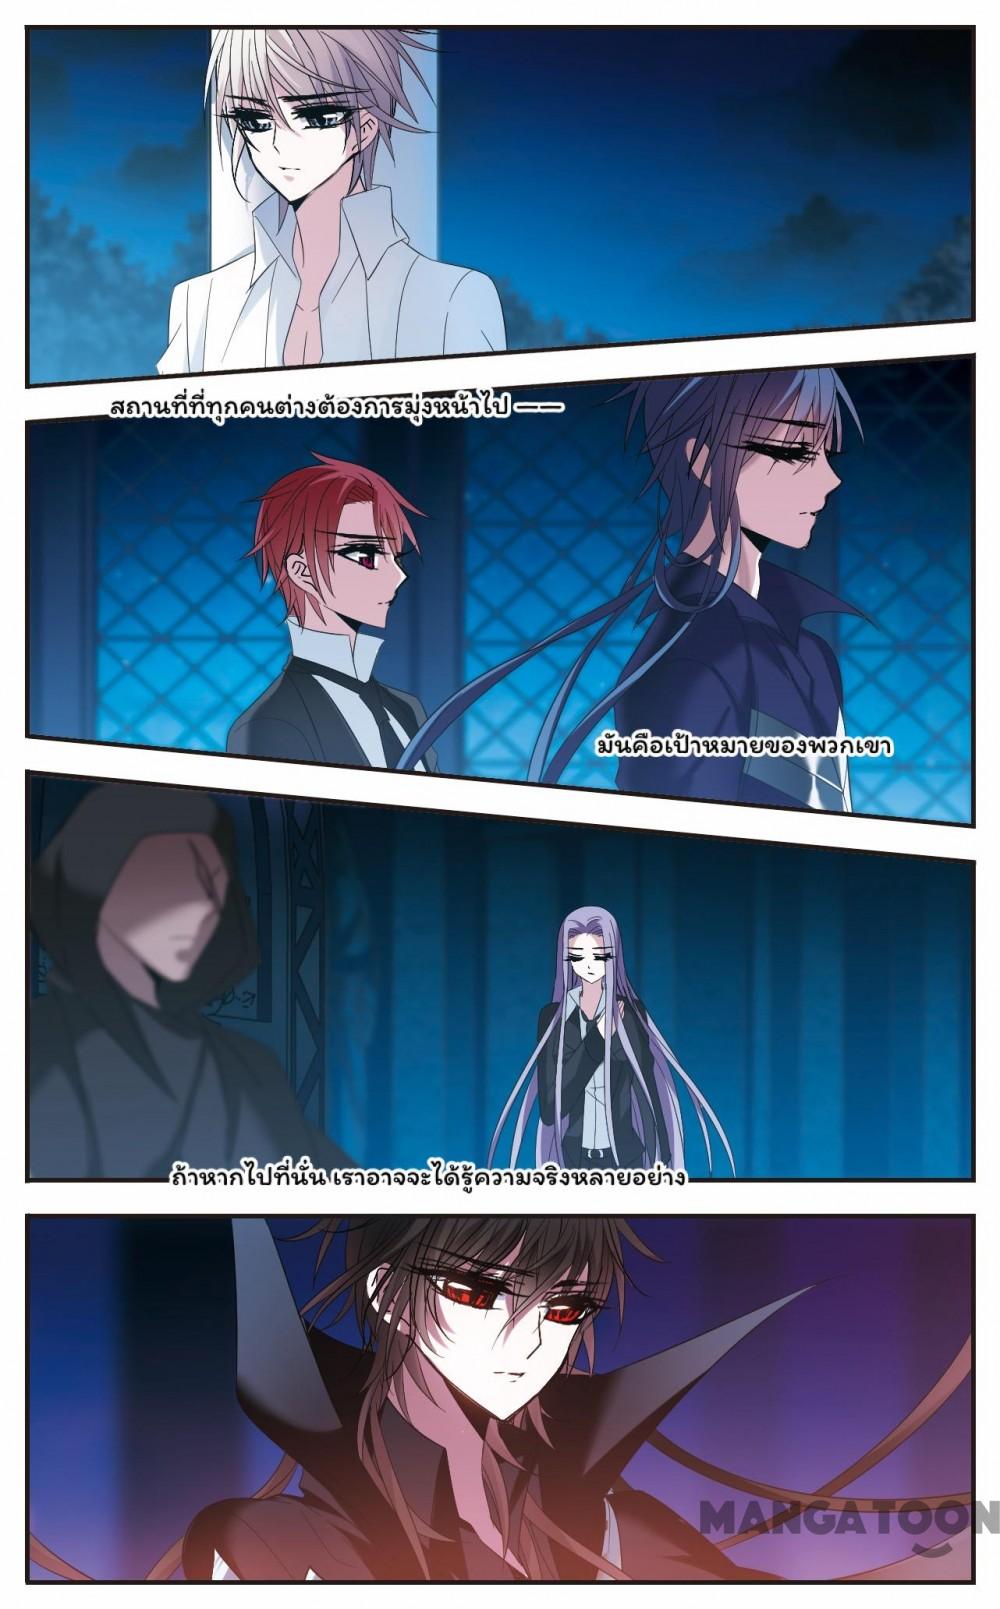 สถานที่ที่ทุกคนต่างต้องการมุ่งหน้าไป ——
มันคือเป้าหมายของพวกเขา
ถ้าหากไปที่นั่น เราอาจจะได้รู้ความจริงหลายอย่าง
MANGATOON